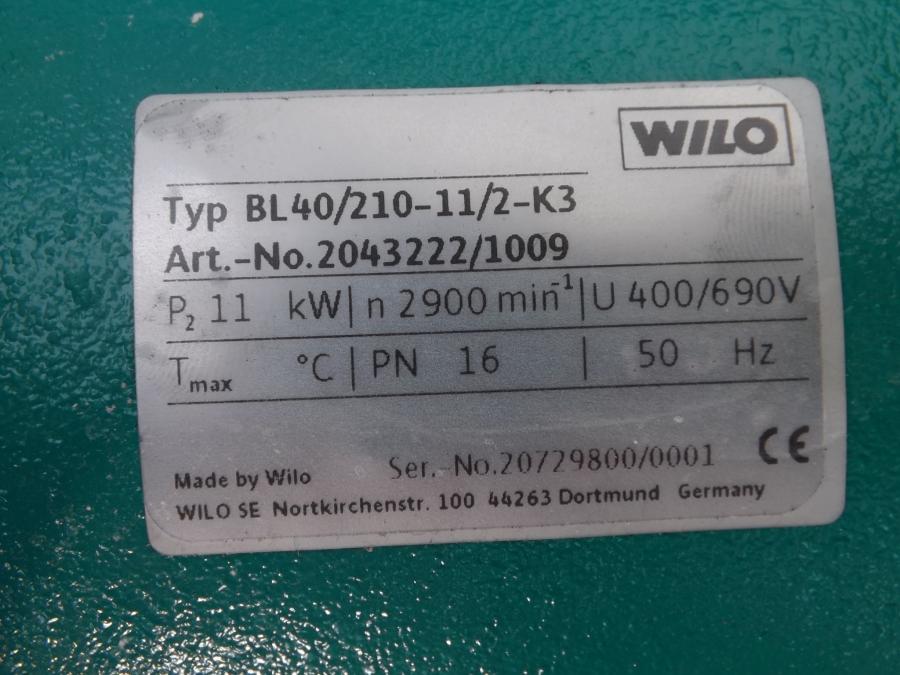 WILO
Typ BL40/210-11/2-K3
Art.-No.2043222/1009
P₂ 11 kW | n 2900 min⁻¹ | U 400/690V
Tmax °C | PN 16 | 50 Hz
Ser.-No.20729800/0001 CE
Made by Wilo
WILO SE Nortkirchenstr. 100 44263 Dortmund Germany